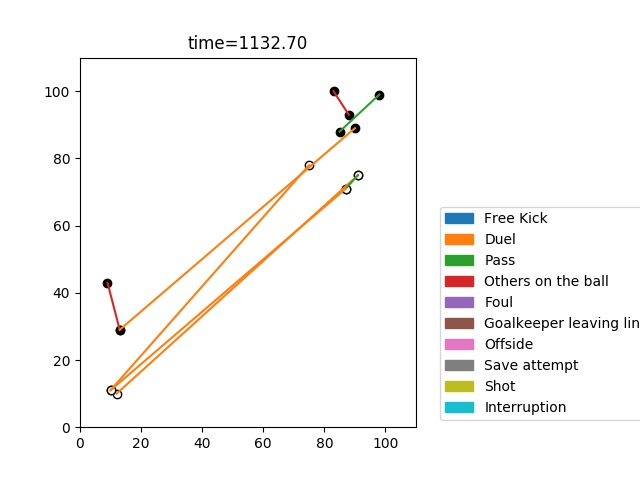 time=1132.70
100
80
60
40
20
0
0 20 40 60 80 100
Free Kick
Duel
Pass
Others on the ball
Foul
Goalkeeper leaving lin
Offside
Save attempt
Shot
Interruption